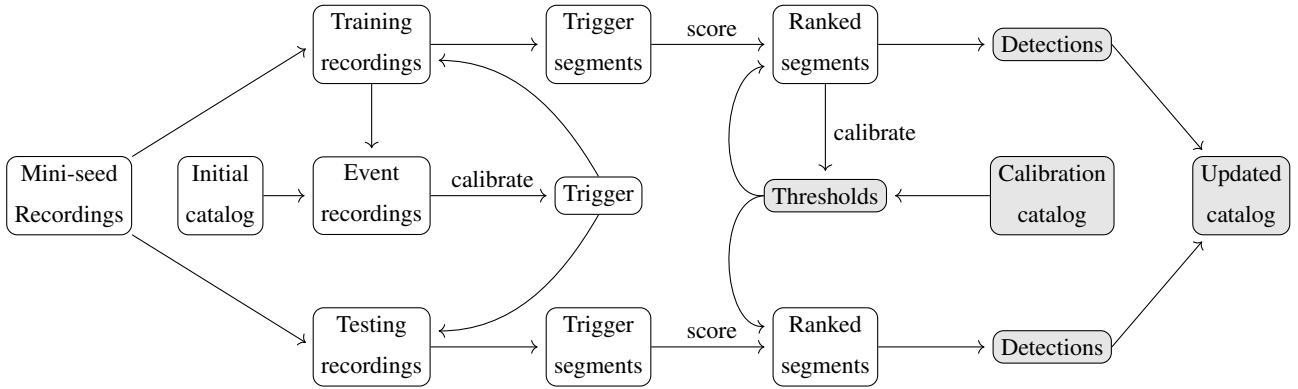 Training
recordings
Trigger
segments
score
Ranked
segments
Detections
Mini-seed
Recordings
Initial
catalog
Event
recordings
calibrate
Trigger
calibrate
Thresholds
Calibration
catalog
Updated
catalog
Testing
recordings
Trigger
segments
score
Ranked
segments
Detections